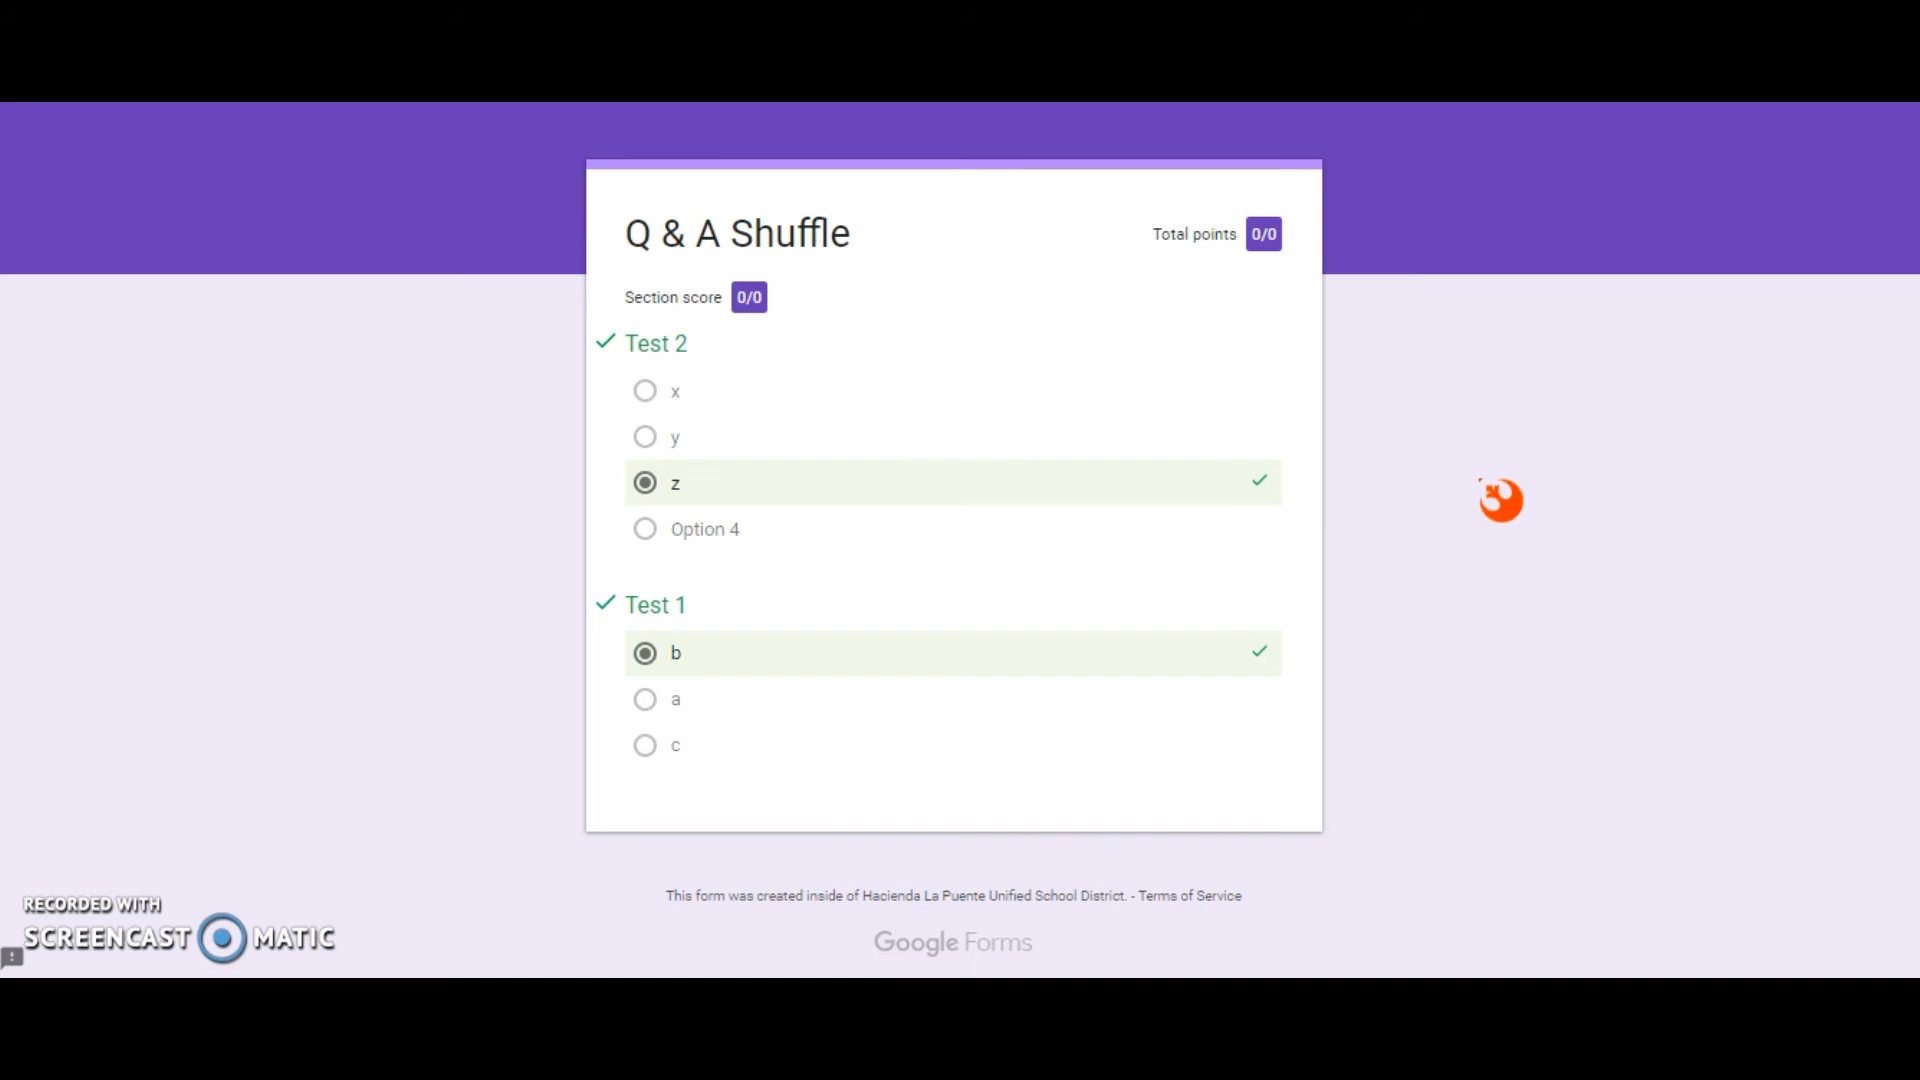 Q & A Shuffle
Total points 0/0
Section score 0/0
Test 2
x
y
z
Option 4
Test 1
b
a
c
This form was created inside of Hacienda La Puente Unified School District. - Terms of Service
Google Forms
RECORDED WITH
SCREENCAST MATIC